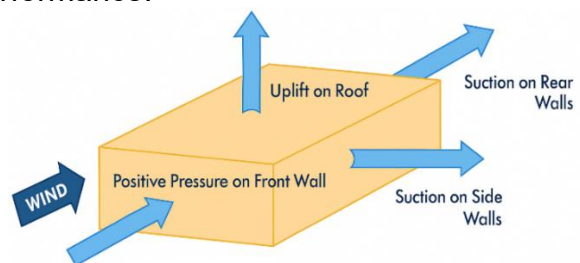 Uplift on Roof
Suction on Rear
Walls
WIND
Positive Pressure on Front Wall
Suction on Side
Walls